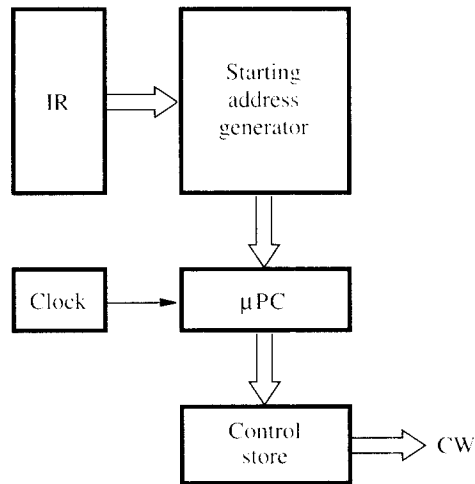 IR
Starting
address
generator
Clock
μPC
Control
store
CW